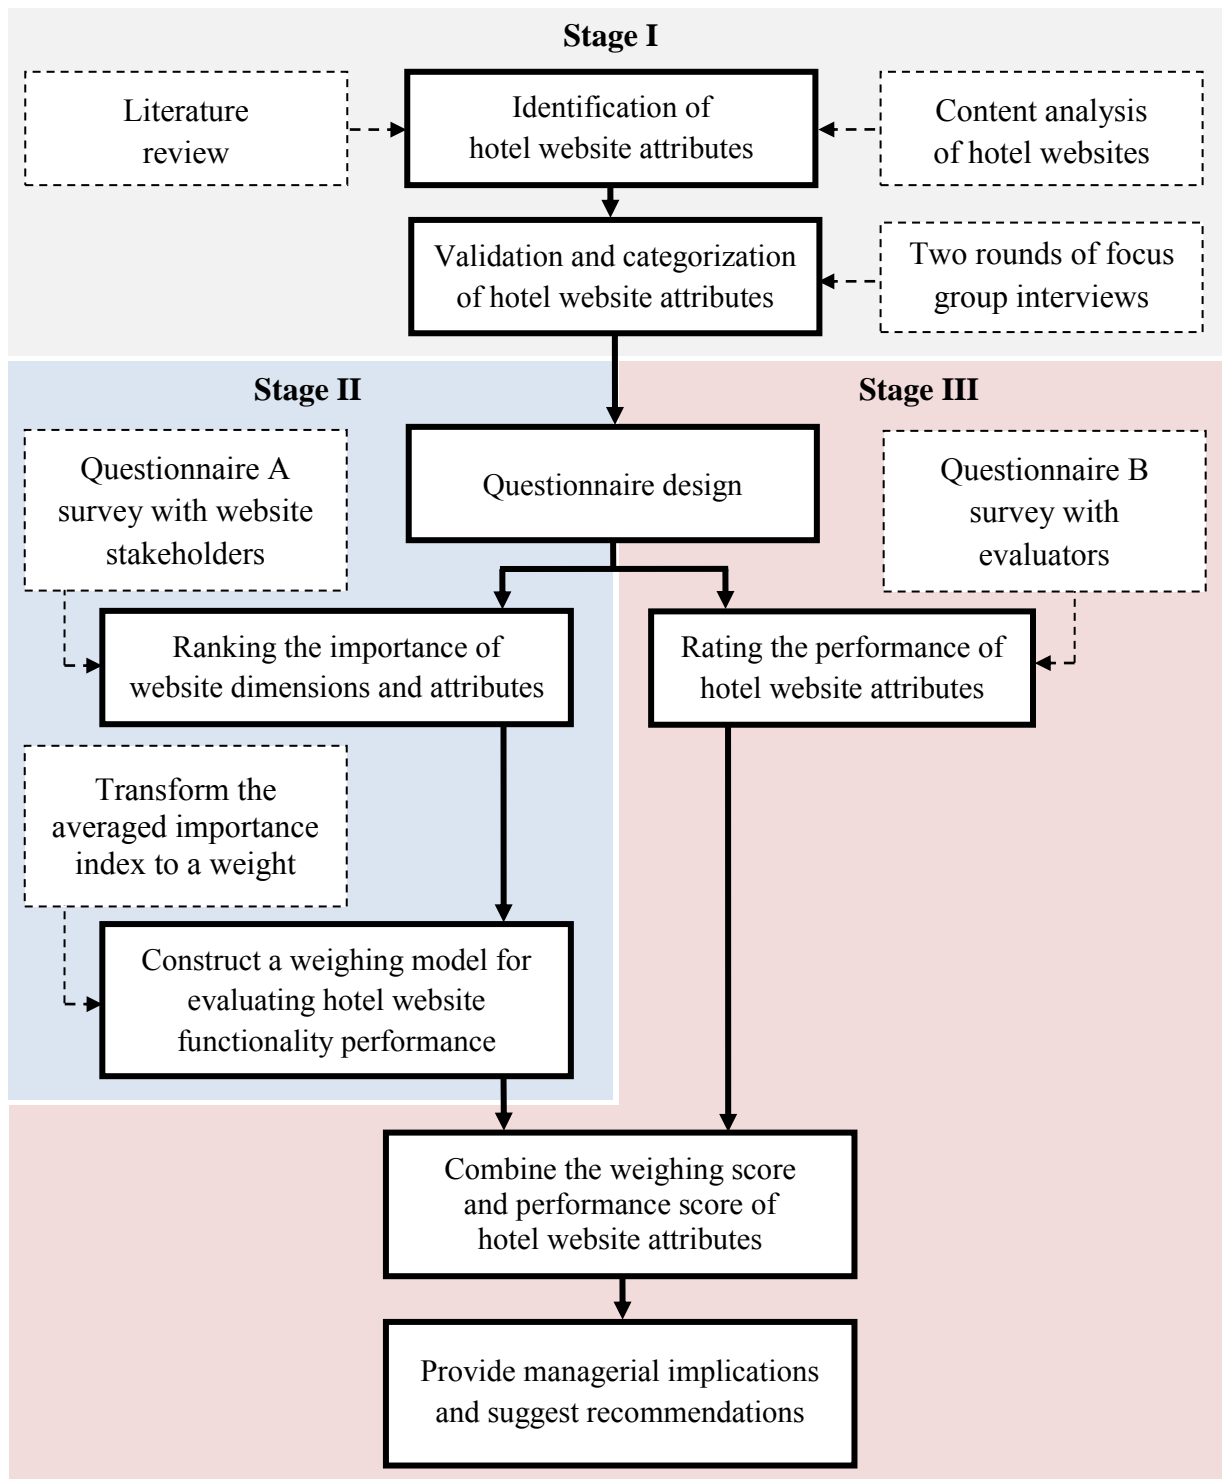 Stage I
Literature
review
Identification of
hotel website attributes
Content analysis
of hotel websites
Validation and categorization
of hotel website attributes
Two rounds of focus
group interviews
Stage II
Stage III
Questionnaire A
survey with website
stakeholders
Questionnaire design
Questionnaire B
survey with
evaluators
Ranking the importance of
website dimensions and attributes
Rating the performance of
hotel website attributes
Transform the
averaged importance
index to a weight
Construct a weighing model for
evaluating hotel website
functionality performance
Combine the weighing score
and performance score of
hotel website attributes
Provide managerial implications
and suggest recommendations